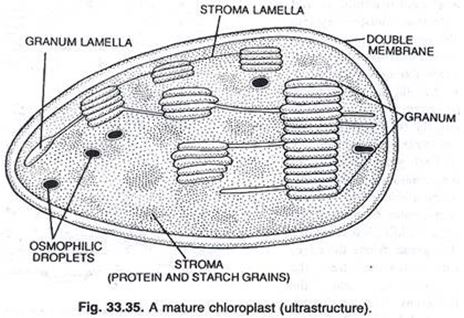 STROMA LAMELLA
GRANUM LAMELLA
DOUBLE
MEMBRANE
GRANUM
OSMOPHILIC
DROPLETS
STROMA
(PROTEIN AND STARCH GRAINS)
Fig. 33.35. A mature chloroplast (ultrastructure).